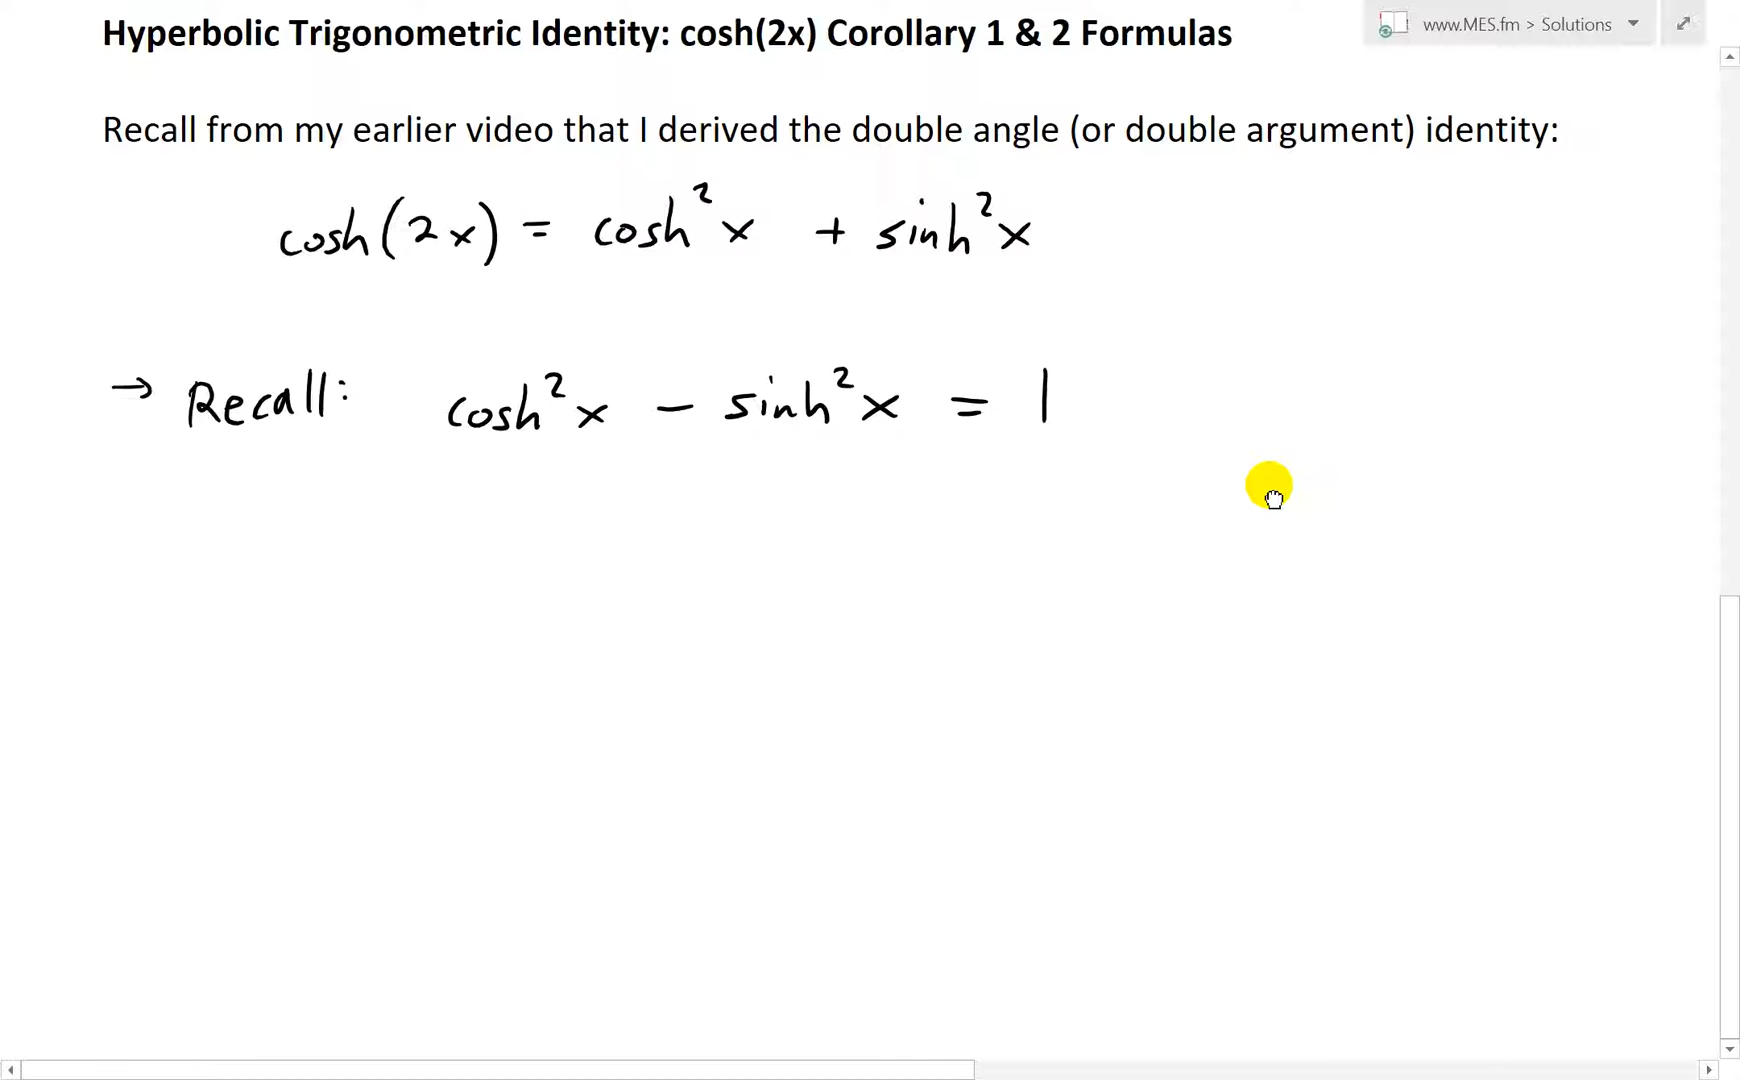 Hyperbolic Trigonometric Identity: cosh(2x) Corollary 1 & 2 Formulas
www.MES.fm > Solutions
Recall from my earlier video that I derived the double angle (or double argument) identity:
cosh(2x) = cosh²x + sinh²x
→ Recall: cosh²x − sinh²x = 1